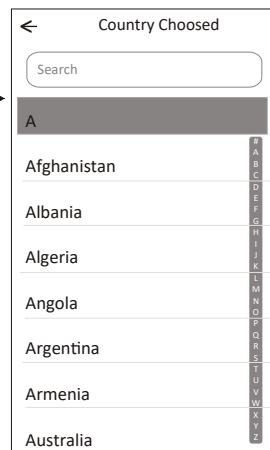 Country Choosed
Search
A
Afghanistan
Albania
Algeria
Angola
Argentina
Armenia
Australia
#
A
B
C
D
E
F
G
H
I
J
K
L
M
N
O
P
Q
R
S
T
U
V
W
X
Y
Z